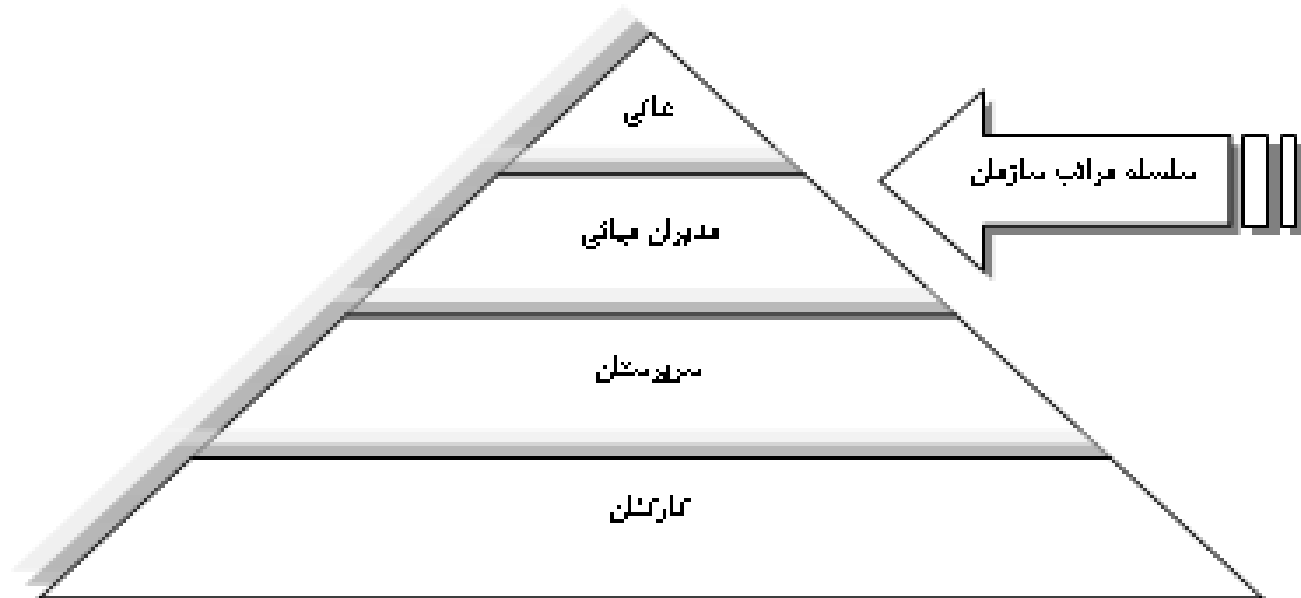 عالی
سلسله مراتب سازمان
مدیران میانی
سرپرستان
کارکنان